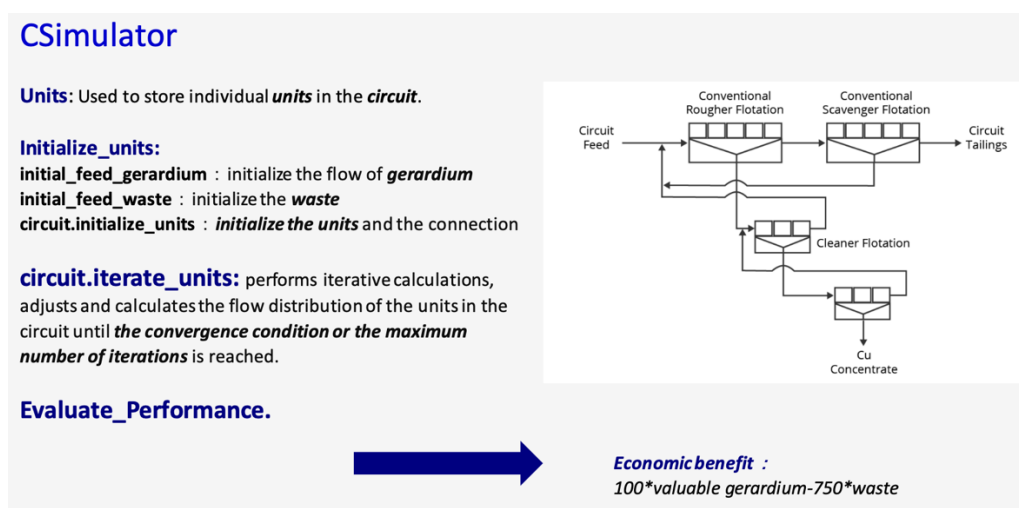 CSimulator
Units: Used to store individual units in the circuit.
Initialize_units:
initial_feed_gerardium : initialize the flow of gerardium
initial_feed_waste : initialize the waste
circuit.initialize_units : initialize the units and the connection
circuit.iterate_units: performs iterative calculations,
adjusts and calculates the flow distribution of the units in the
circuit until the convergence condition or the maximum
number of iterations is reached.
Evaluate_Performance.
Conventional
Rougher Flotation
Conventional
Scavenger Flotation
Circuit
Feed
Circuit
Tailings
Cleaner Flotation
Cu
Concentrate
Economic benefit :
100*valuable gerardium-750*waste